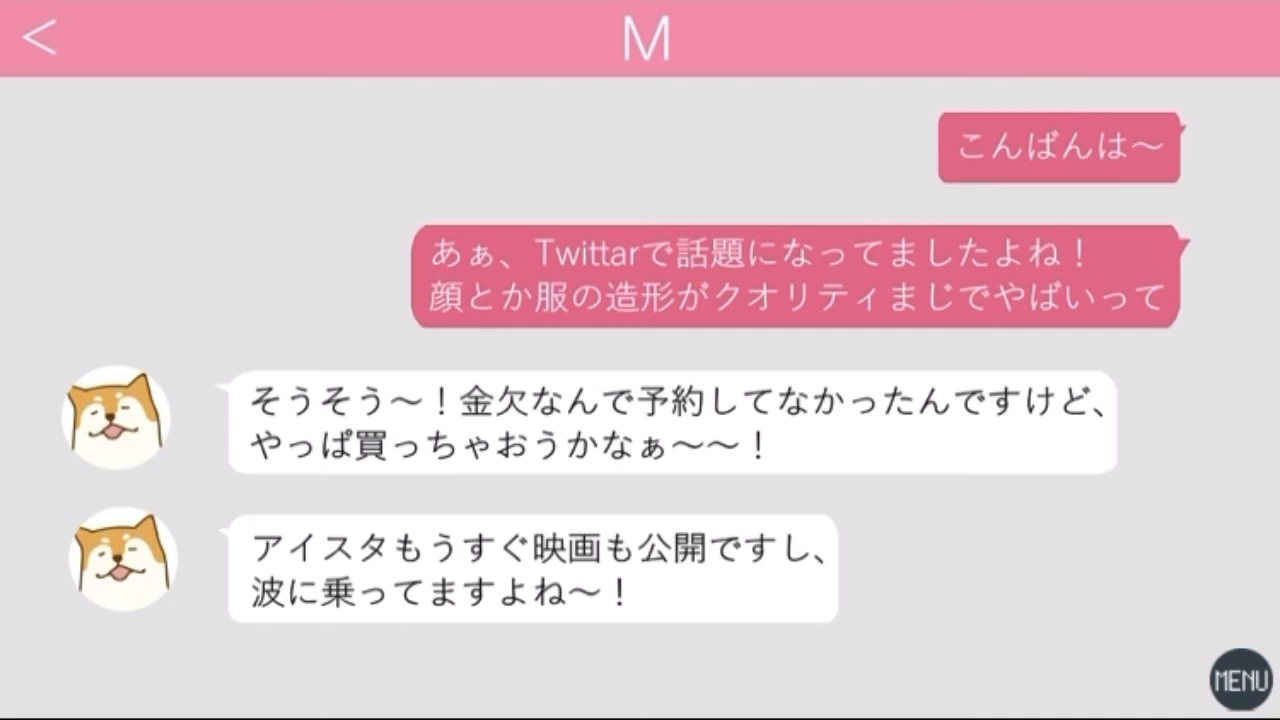 <
M
こんばんは～
あぁ、Twittarで話題になってましたよね！
顔とか服の造形がクオリティまじでやばいって
そうそう～！金欠なんで予約してなかったんですけど、
やっぱ買っちゃおうかなぁ～～！
アイスタもうすぐ映画も公開ですし、
波に乗ってますよね～！
MENU